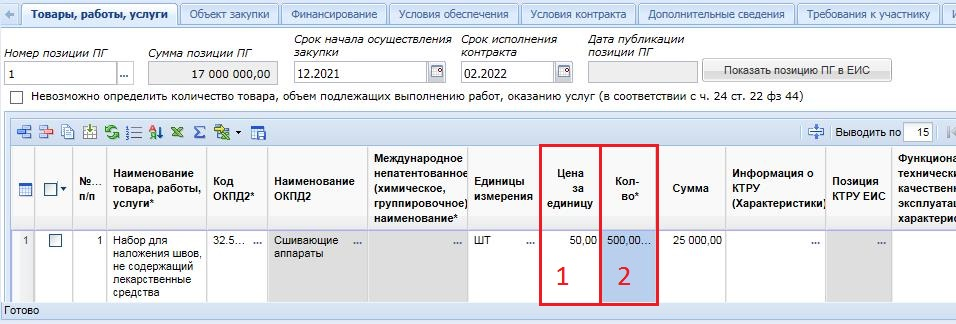 Товары, работы, услуги Объект закупки Финансирование Условия обеспечения Условия контракта Дополнительные сведения Требования к участнику
Номер позиции ПГ Сумма позиции ПГ Срок начала осуществления закупки Срок исполнения контракта Дата публикации позиции ПГ
1 ... 17 000 000,00 12.2021 02.2022 Показать позицию ПГ в ЕИС
Невозможно определить количество товара, объем подлежащих выполнению работ, оказанию услуг (в соответствии с ч. 24 ст. 22 фз 44)
Выводить по 15
№... п/п
Наименование товара, работы, услуги*
Код ОКПД2*
Наименование ОКПД2
Международное непатентованное (химическое, группировочное) наименование*
Единицы измерения
Цена за единицу
Кол-во*
Сумма
Информация о КТРУ (Характеристики)
Позиция КТРУ ЕИС
1 1 Набор для наложения швов, не содержащий лекарственные средства
32.5... ...
Сшивающие аппараты ...
...
ШТ ...
50,00
500,00...
25 000,00
...
...
1 2
Готово